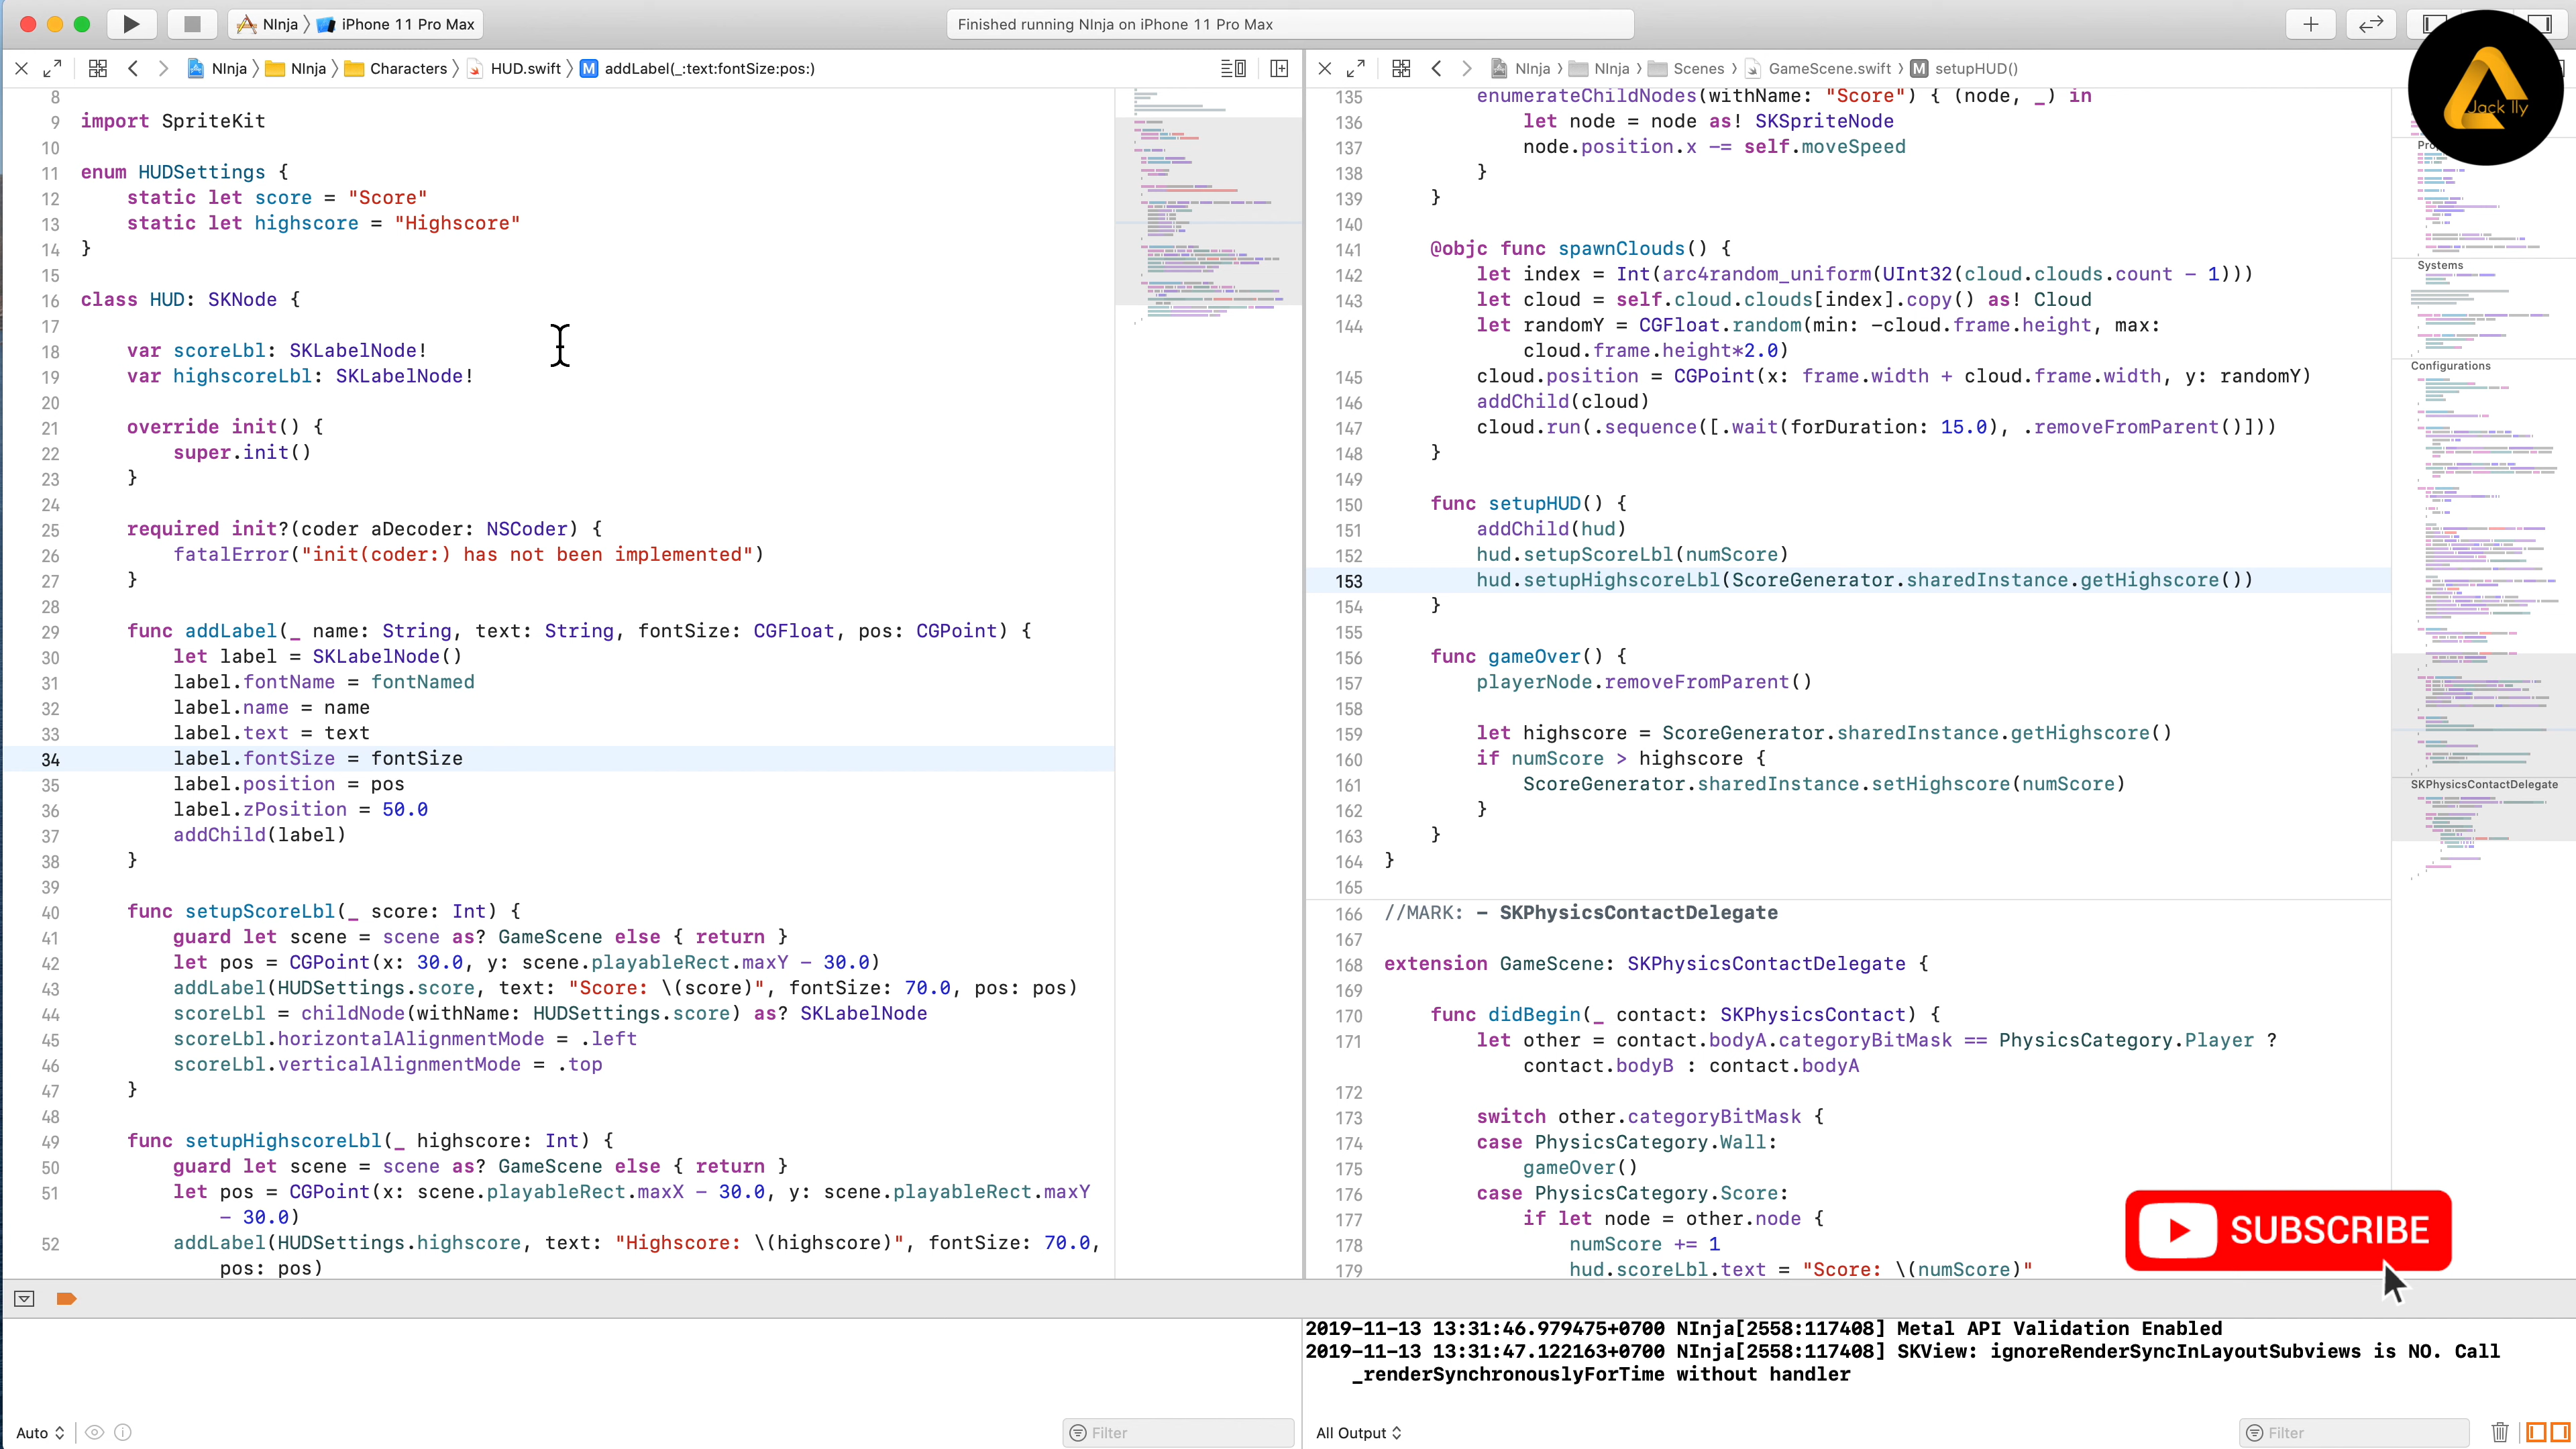 NInja
iPhone 11 Pro Max
Finished running NInja on iPhone 11 Pro Max
Jack Ily
NInja
NInja
Characters
HUD.swift
M addLabel(_:text:fontSize:pos:)
8
9 import SpriteKit
10
11 enum HUDSettings {
12 static let score = "Score"
13 static let highscore = "Highscore"
14 }
15
16 class HUD: SKNode {
17
18 var scoreLbl: SKLabelNode!
19 var highscoreLbl: SKLabelNode!
20
21 override init() {
22 super.init()
23 }
24
25 required init?(coder aDecoder: NSCoder) {
26 fatalError("init(coder:) has not been implemented")
27 }
28
29 func addLabel(_ name: String, text: String, fontSize: CGFloat, pos: CGPoint) {
30 let label = SKLabelNode()
31 label.fontName = fontNamed
32 label.name = name
33 label.text = text
34 label.fontSize = fontSize
35 label.position = pos
36 label.zPosition = 50.0
37 addChild(label)
38 }
39
40 func setupScoreLbl(_ score: Int) {
41 guard let scene = scene as? GameScene else { return }
42 let pos = CGPoint(x: 30.0, y: scene.playableRect.maxY - 30.0)
43 addLabel(HUDSettings.score, text: "Score: \(score)", fontSize: 70.0, pos: pos)
44 scoreLbl = childNode(withName: HUDSettings.score) as? SKLabelNode
45 scoreLbl.horizontalAlignmentMode = .left
46 scoreLbl.verticalAlignmentMode = .top
47 }
48
49 func setupHighscoreLbl(_ highscore: Int) {
50 guard let scene = scene as? GameScene else { return }
51 let pos = CGPoint(x: scene.playableRect.maxX - 30.0, y: scene.playableRect.maxY
- 30.0)
52 addLabel(HUDSettings.highscore, text: "Highscore: \(highscore)", fontSize: 70.0,
pos: pos)
NInja
NInja
Scenes
GameScene.swift
M setupHUD()
135 enumerateChildNodes(withName: "Score") { (node, _) in
136 let node = node as! SKSpriteNode
137 node.position.x -= self.moveSpeed
138 }
139 }
140
141 @objc func spawnClouds() {
142 let index = Int(arc4random_uniform(UInt32(cloud.clouds.count - 1)))
143 let cloud = self.cloud.clouds[index].copy() as! Cloud
144 let randomY = CGFloat.random(min: -cloud.frame.height, max:
cloud.frame.height*2.0)
145 cloud.position = CGPoint(x: frame.width + cloud.frame.width, y: randomY)
146 addChild(cloud)
147 cloud.run(.sequence([.wait(forDuration: 15.0), .removeFromParent()]))
148 }
149
150 func setupHUD() {
151 addChild(hud)
152 hud.setupScoreLbl(numScore)
153 hud.setupHighscoreLbl(ScoreGenerator.sharedInstance.getHighscore())
154 }
155
156 func gameOver() {
157 playerNode.removeFromParent()
158
159 let highscore = ScoreGenerator.sharedInstance.getHighscore()
160 if numScore > highscore {
161 ScoreGenerator.sharedInstance.setHighscore(numScore)
162 }
163 }
164 }
165
166 //MARK: - SKPhysicsContactDelegate
167
168 extension GameScene: SKPhysicsContactDelegate {
169
170 func didBegin(_ contact: SKPhysicsContact) {
171 let other = contact.bodyA.categoryBitMask == PhysicsCategory.Player ?
contact.bodyB : contact.bodyA
172
173 switch other.categoryBitMask {
174 case PhysicsCategory.Wall:
175 gameOver()
176 case PhysicsCategory.Score:
177 if let node = other.node {
178 numScore += 1
179 hud.scoreLbl.text = "Score: \(numScore)"
Systems
Configurations
SKPhysicsContactDelegate
SUBSCRIBE
2019-11-13 13:31:46.979475+0700 NInja[2558:117408] Metal API Validation Enabled
2019-11-13 13:31:47.122163+0700 NInja[2558:117408] SKView: ignoreRenderSyncInLayoutSubviews is NO. Call
_renderSynchronouslyForTime without handler
Auto
Filter
All Output
Filter